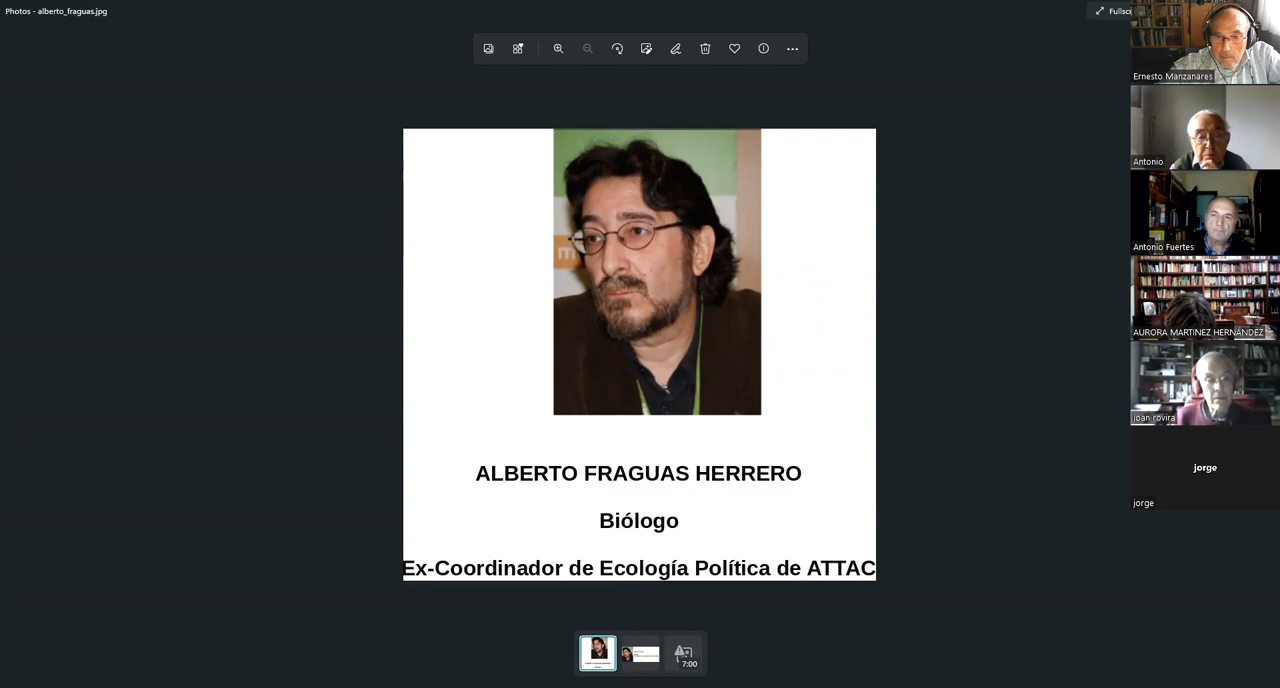 Photos - alberto_fraguas.jpg
Ernesto Manzanares
Antonio
Antonio Fuertes
AURORA MARTINEZ HERNANDEZ
joan rovira
jorge
jorge
ALBERTO FRAGUAS HERRERO
Biólogo
Ex-Coordinador de Ecología Política de ATTAC
7:00